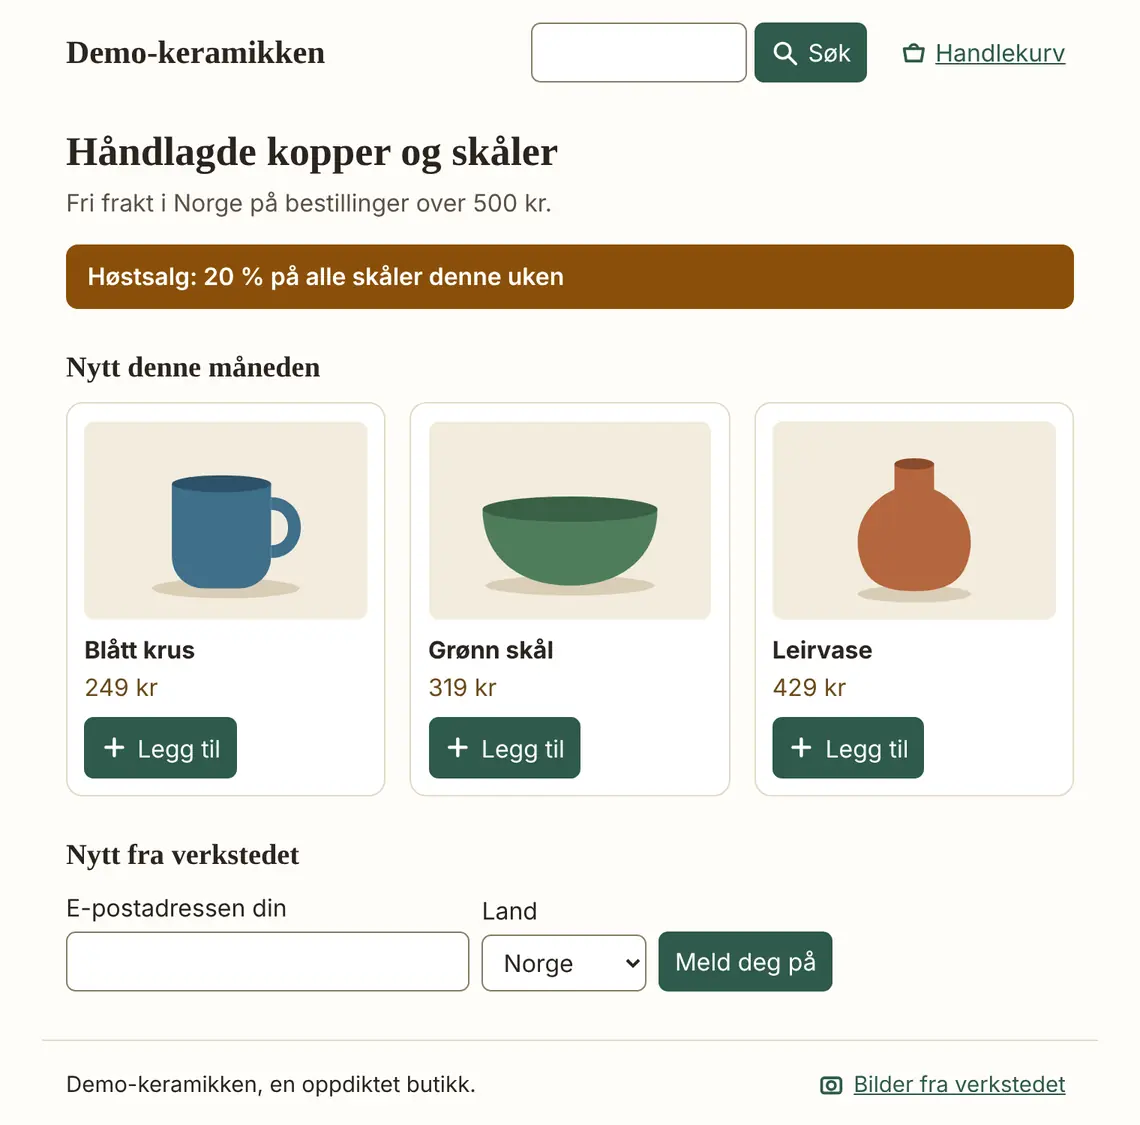 Demo-keramikken
Søk
Handlekurv
Håndlagde kopper og skåler
Fri frakt i Norge på bestillinger over 500 kr.
Høstsalg: 20 % på alle skåler denne uken
Nytt denne måneden
Blått krus
249 kr
Legg til
Grønn skål
319 kr
Legg til
Leirvase
429 kr
Legg til
Nytt fra verkstedet
E-postadressen din
Land
Norge
Meld deg på
Demo-keramikken, en oppdiktet butikk.
Bilder fra verkstedet